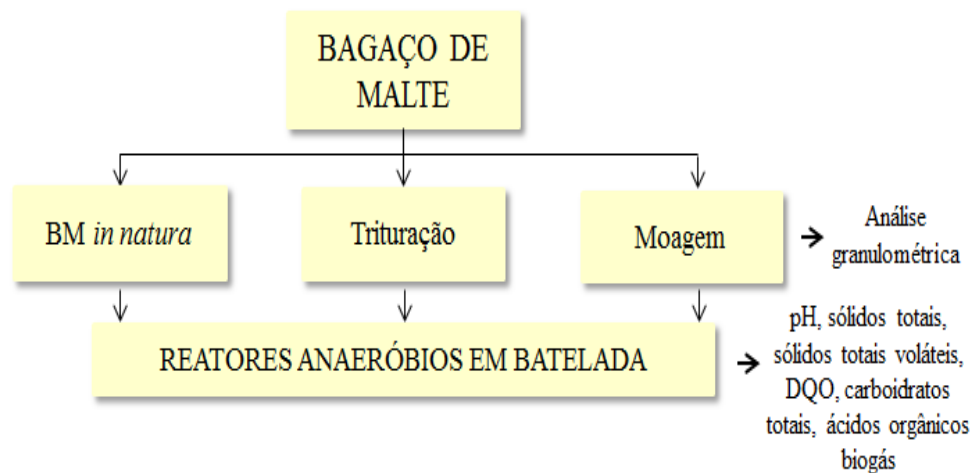 BAGAÇO DE
MALTE
BM in natura
Trituração
Moagem
Análise
granulométrica
REATORES ANAERÓBIOS EM BATELADA
pH, sólidos totais,
sólidos totais voláteis,
DQO, carboidratos
totais, ácidos orgânicos
biogás